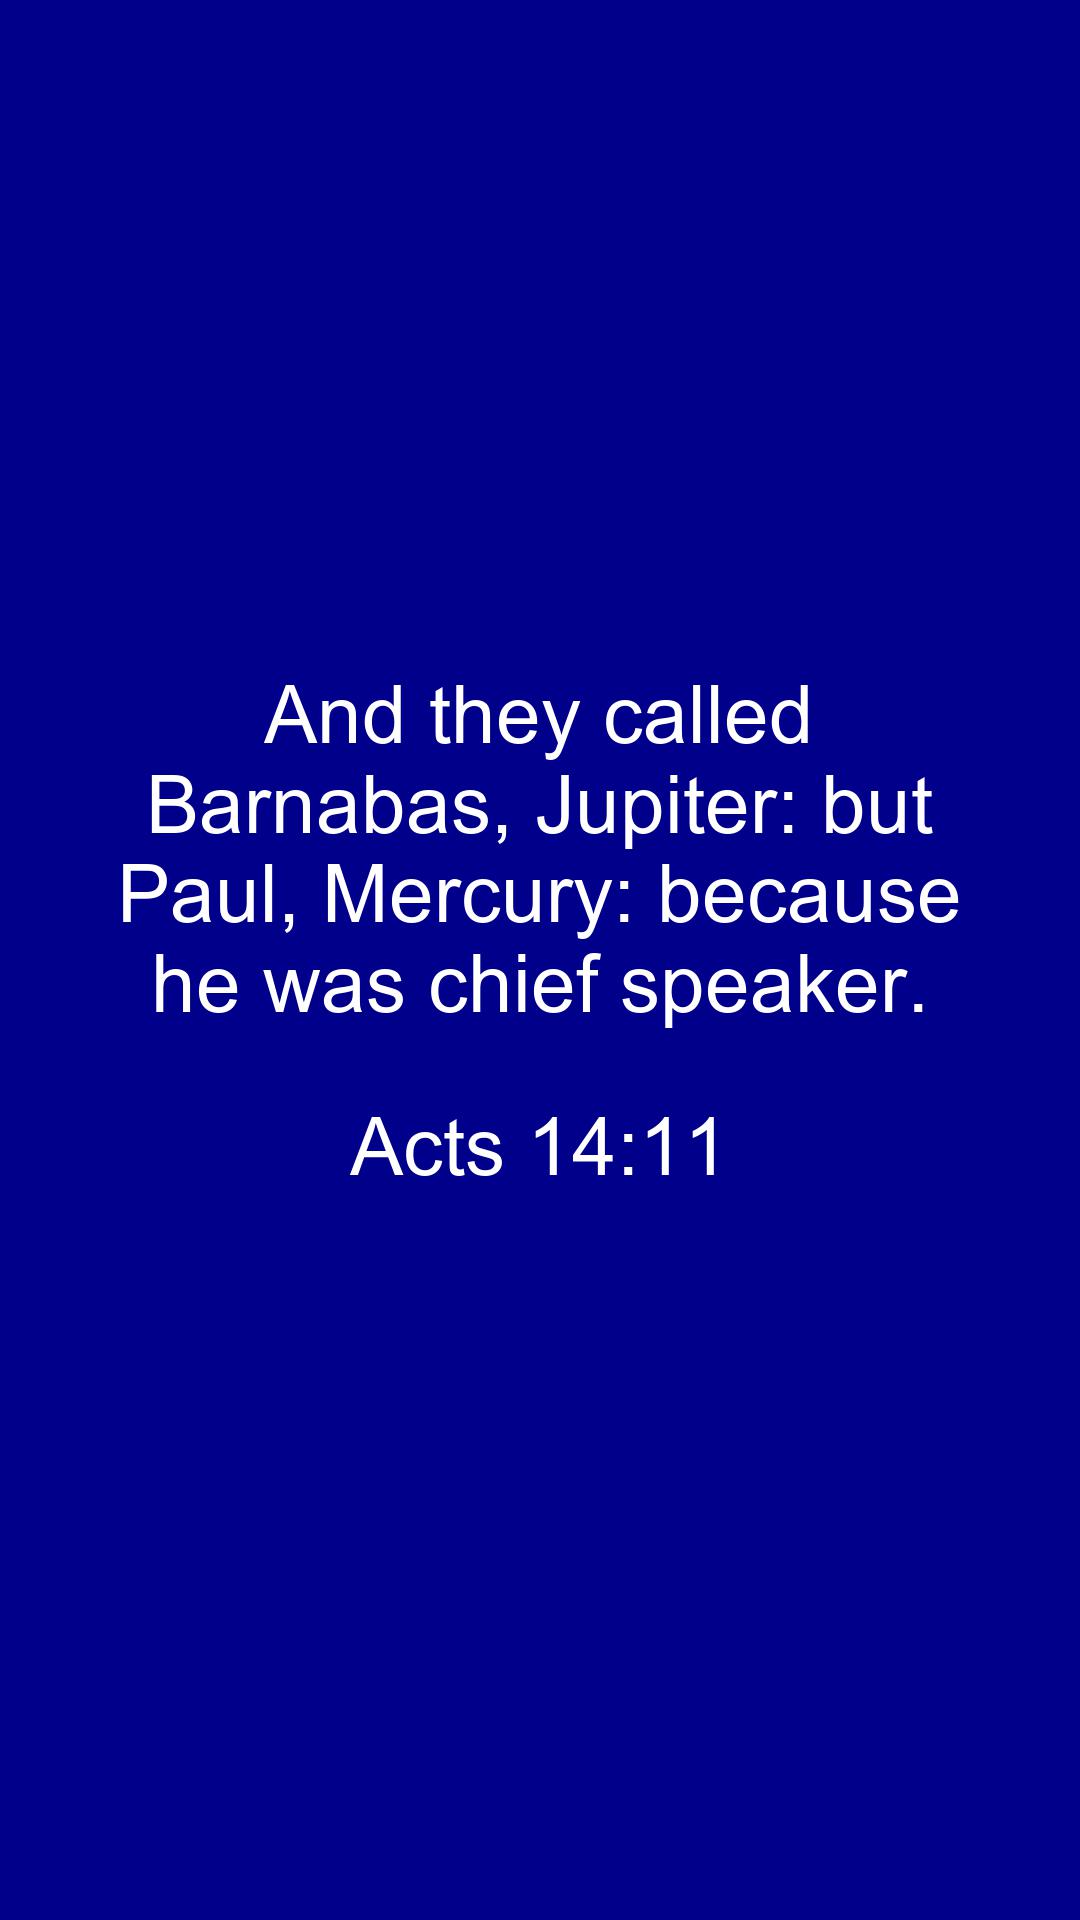 And they called
Barnabas, Jupiter: but
Paul, Mercury: because
he was chief speaker.
Acts 14:11